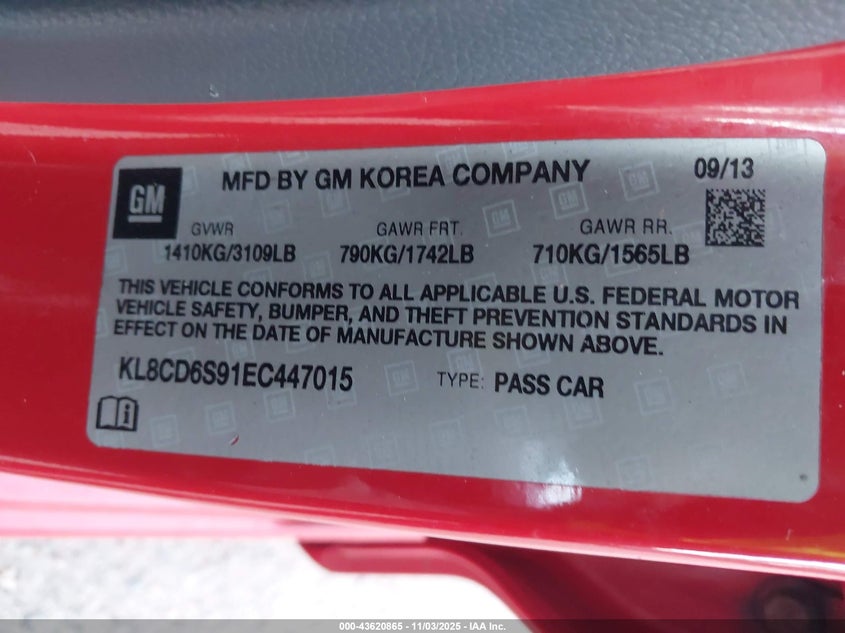 GM
MFD BY GM KOREA COMPANY 09/13
GVWR GAWR FRT. GAWR RR.
1410KG/3109LB 790KG/1742LB 710KG/1565LB
THIS VEHICLE CONFORMS TO ALL APPLICABLE U.S. FEDERAL MOTOR
VEHICLE SAFETY, BUMPER, AND THEFT PREVENTION STANDARDS IN
EFFECT ON THE DATE OF MANUFACTURE SHOWN ABOVE.
KL8CD6S91EC447015 TYPE: PASS CAR
000-43620865 - 11/03/2025 - IAA Inc.